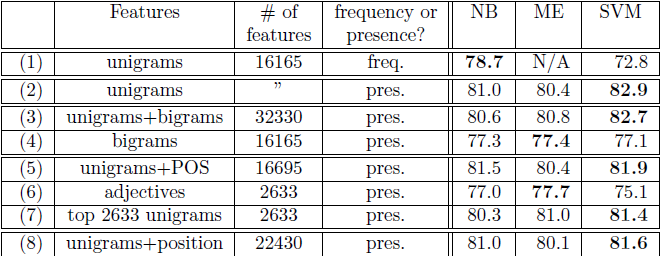 Features # of features frequency or presence? NB ME SVM
(1) unigrams 16165 freq. 78.7 N/A 72.8
(2) unigrams " pres. 81.0 80.4 82.9
(3) unigrams+bigrams 32330 pres. 80.6 80.8 82.7
(4) bigrams 16165 pres. 77.3 77.4 77.1
(5) unigrams+POS 16695 pres. 81.5 80.4 81.9
(6) adjectives 2633 pres. 77.0 77.7 75.1
(7) top 2633 unigrams 2633 pres. 80.3 81.0 81.4
(8) unigrams+position 22430 pres. 81.0 80.1 81.6